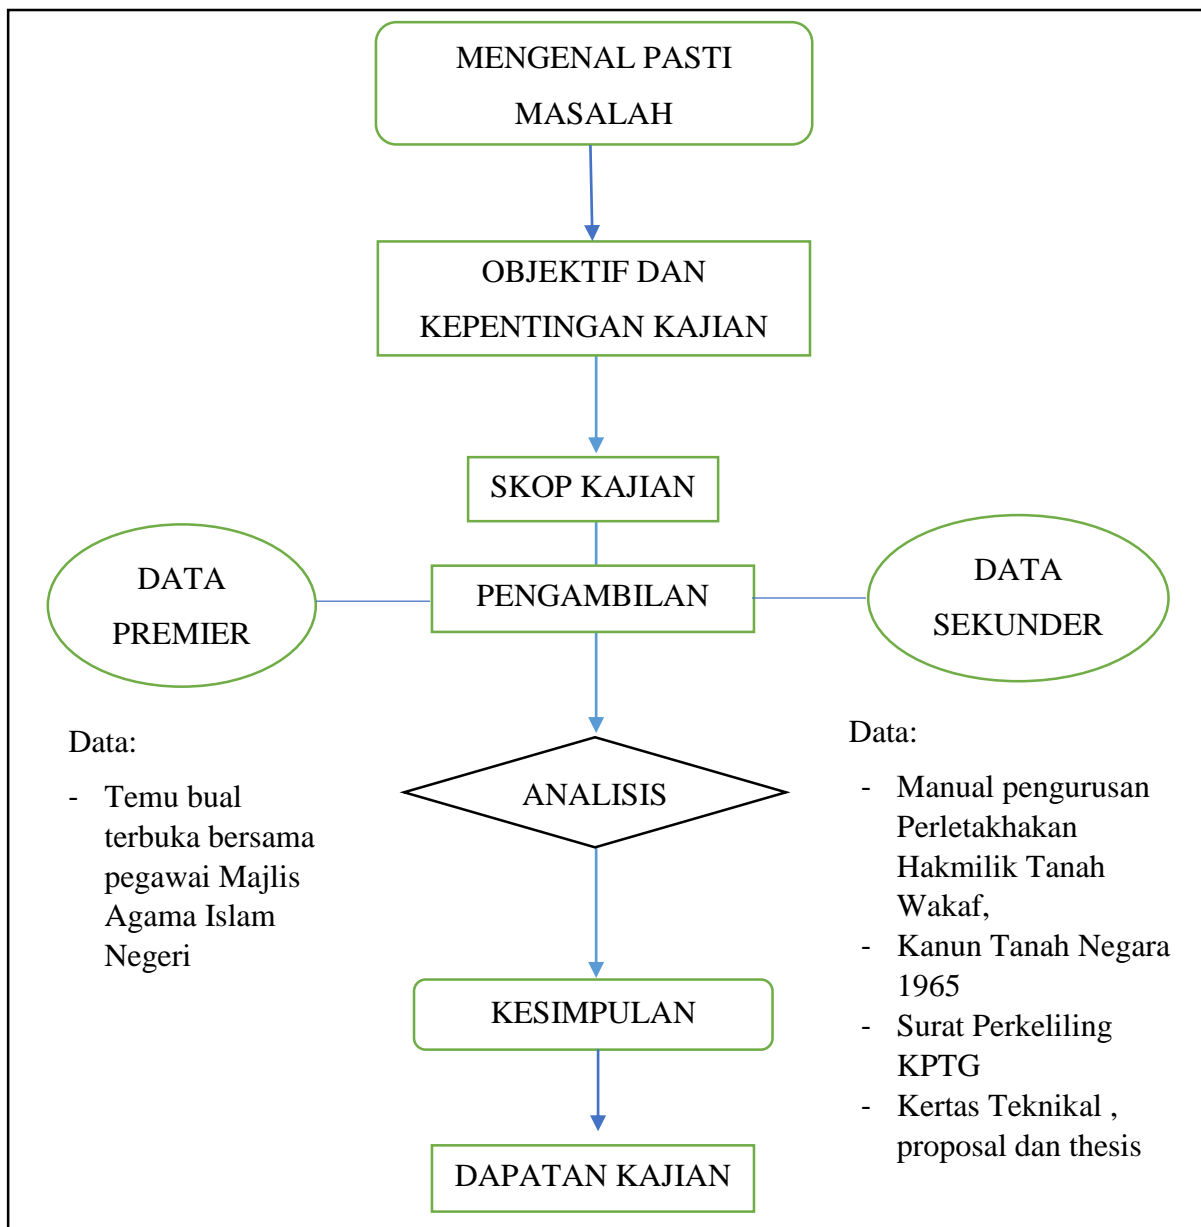 MENGENAL PASTI
MASALAH
OBJEKTIF DAN
KEPENTINGAN KAJIAN
SKOP KAJIAN
DATA
PREMIER
PENGAMBILAN
DATA
SEKUNDER
Data:
- Temu bual
terbuka bersama
pegawai Majlis
Agama Islam
Negeri
ANALISIS
Data:
- Manual pengurusan
Perletakhakan
Hakmilik Tanah
Wakaf,
- Kanun Tanah Negara
1965
- Surat Perkeliling
KPTG
- Kertas Teknikal ,
proposal dan thesis
KESIMPULAN
DAPATAN KAJIAN